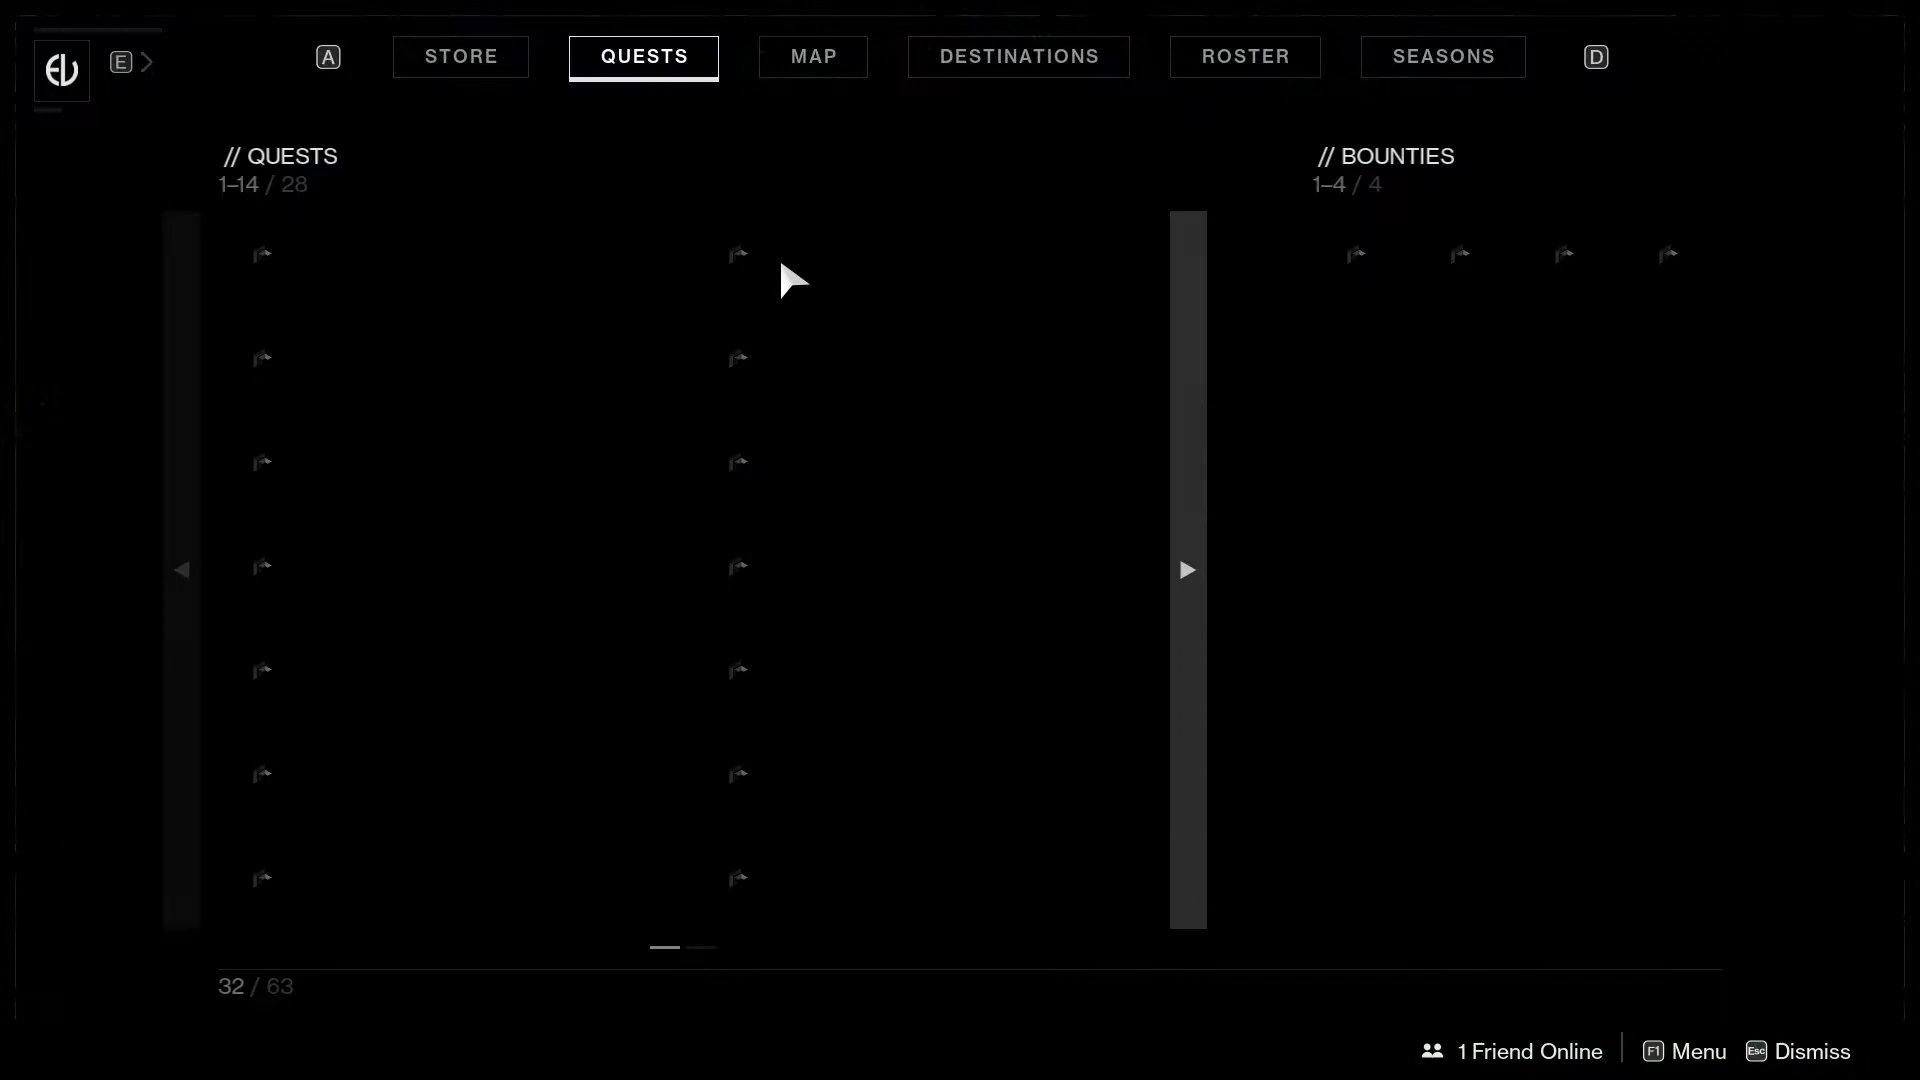 E
A
STORE
QUESTS
MAP
DESTINATIONS
ROSTER
SEASONS
D
// QUESTS
1–14 / 28
// BOUNTIES
1–4 / 4
32 / 63
1 Friend Online
F1 Menu
Esc Dismiss